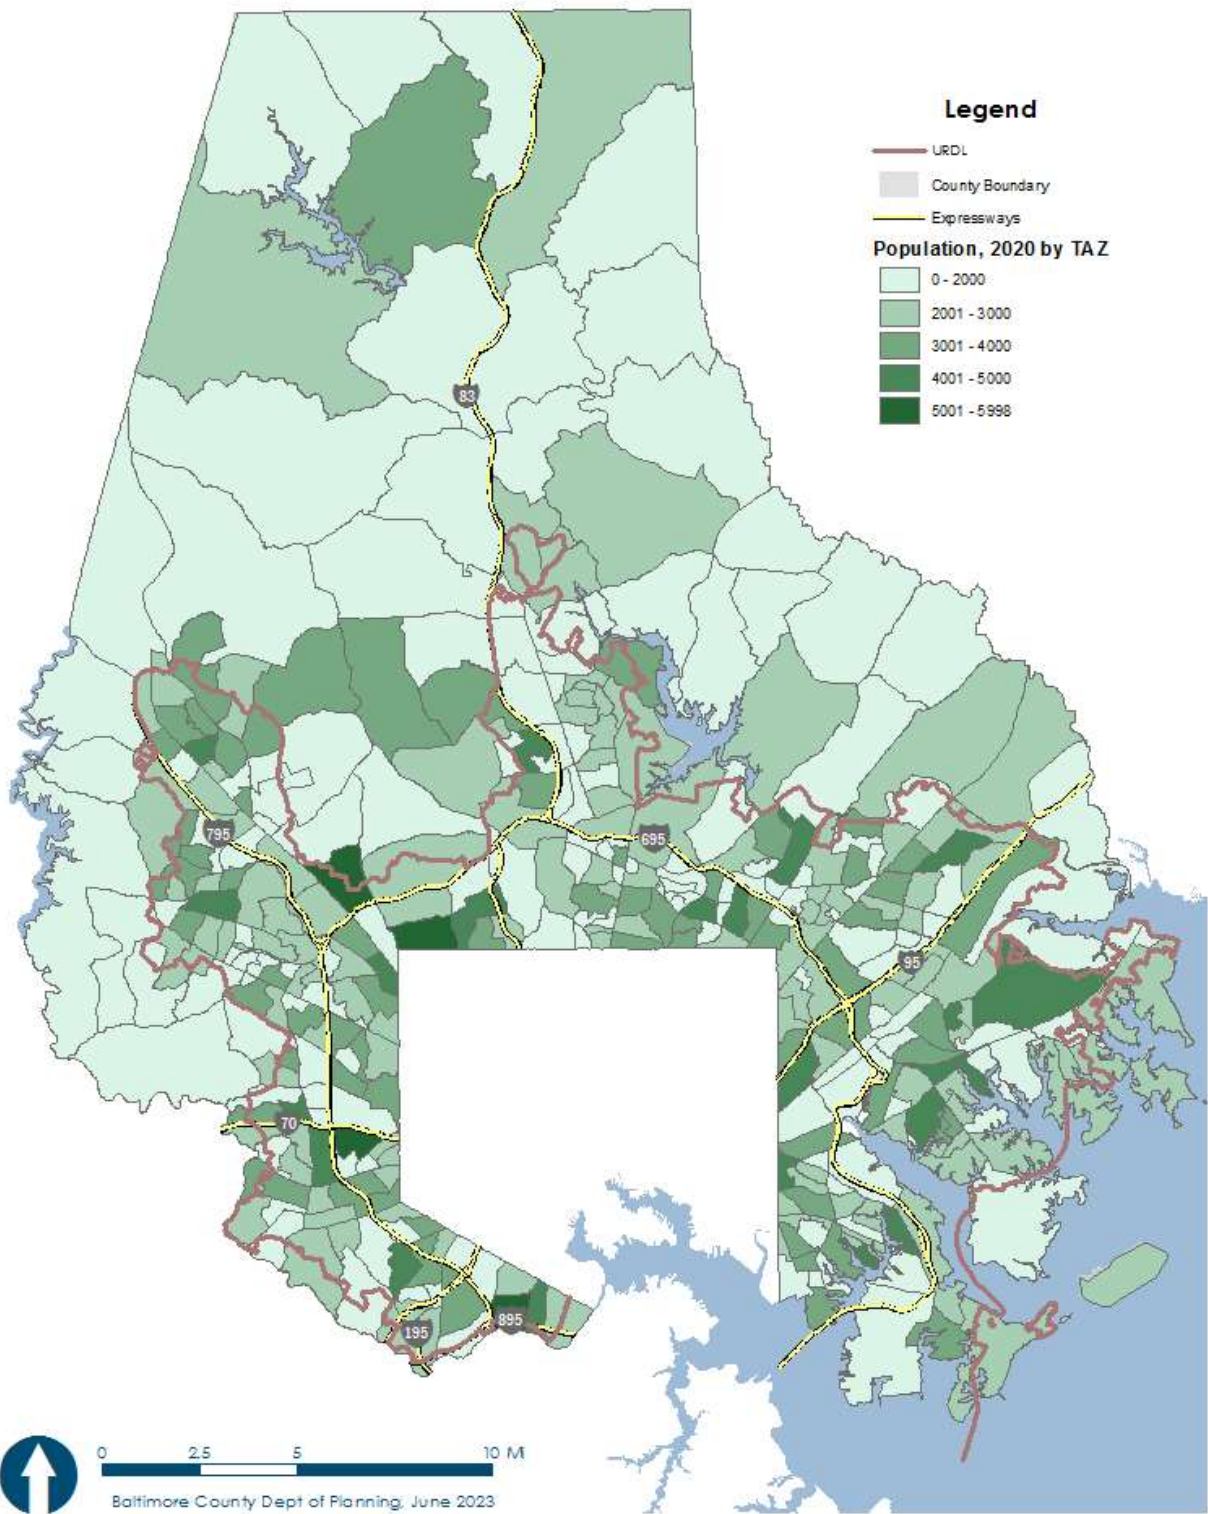 Legend
URDL
County Boundary
Expressways
Population, 2020 by TAZ
0 - 2000
2001 - 3000
3001 - 4000
4001 - 5000
5001 - 5998
83
795
695
95
70
895
195
0 2.5 5 10 Mi
Baltimore County Dept of Planning, June 2023